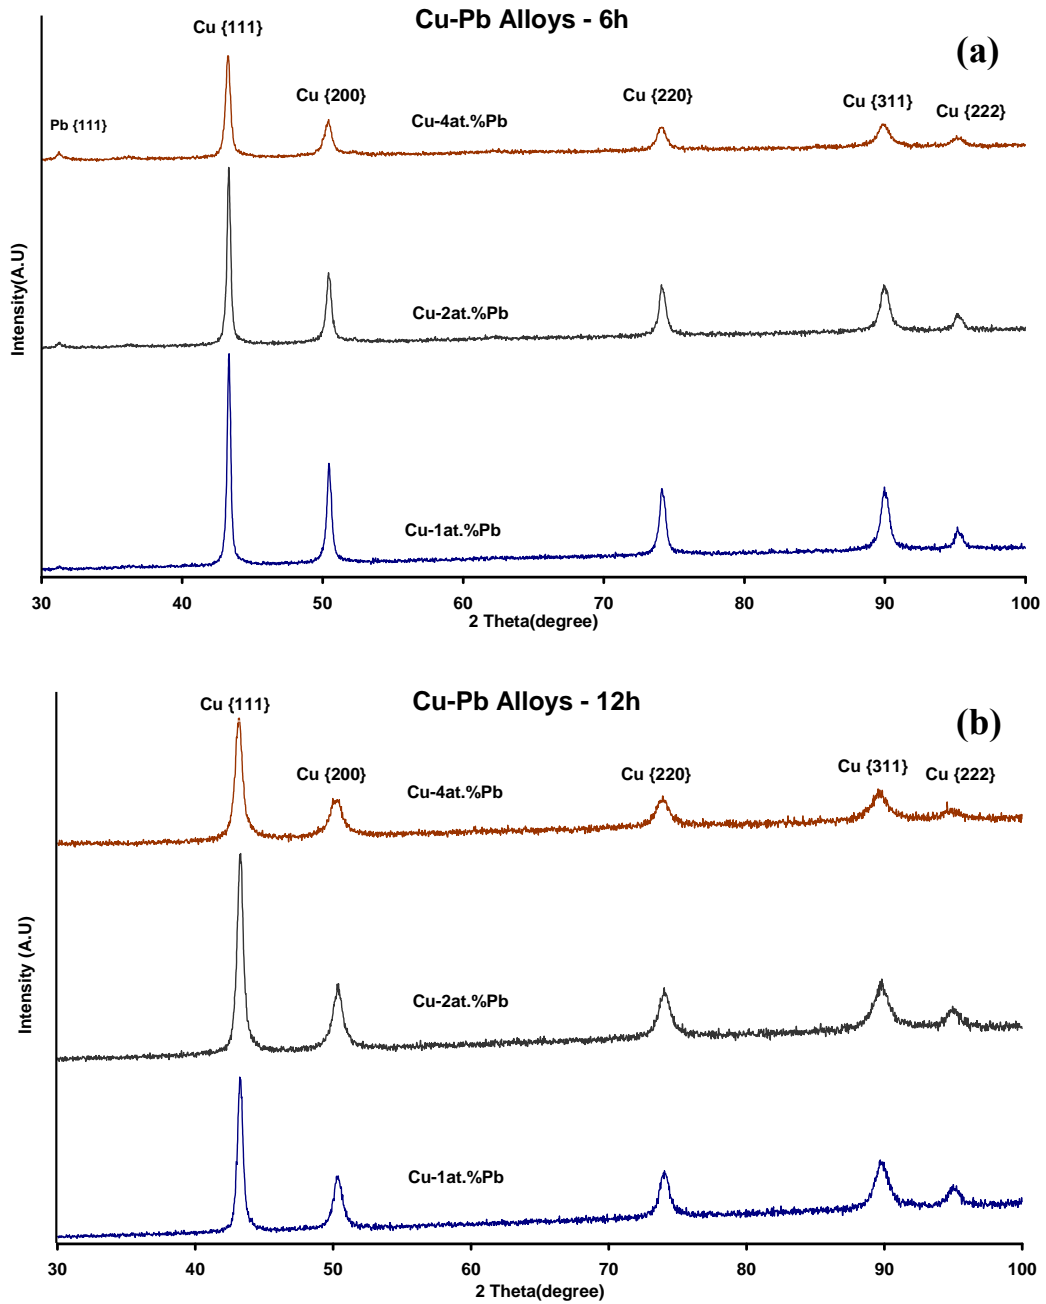 Cu-Pb Alloys - 6h
(a)
Cu {111}
Cu {200}
Cu {220}
Cu {311}
Cu {222}
Pb {111}
Cu-4at.%Pb
Cu-2at.%Pb
Cu-1at.%Pb
Intensity(A.U)
30 40 50 60 70 80 90 100
2 Theta(degree)
Cu-Pb Alloys - 12h
(b)
Cu {111}
Cu {200}
Cu {220}
Cu {311}
Cu {222}
Cu-4at.%Pb
Cu-2at.%Pb
Cu-1at.%Pb
Intensity (A.U)
30 40 50 60 70 80 90 100
2 Theta(degree)